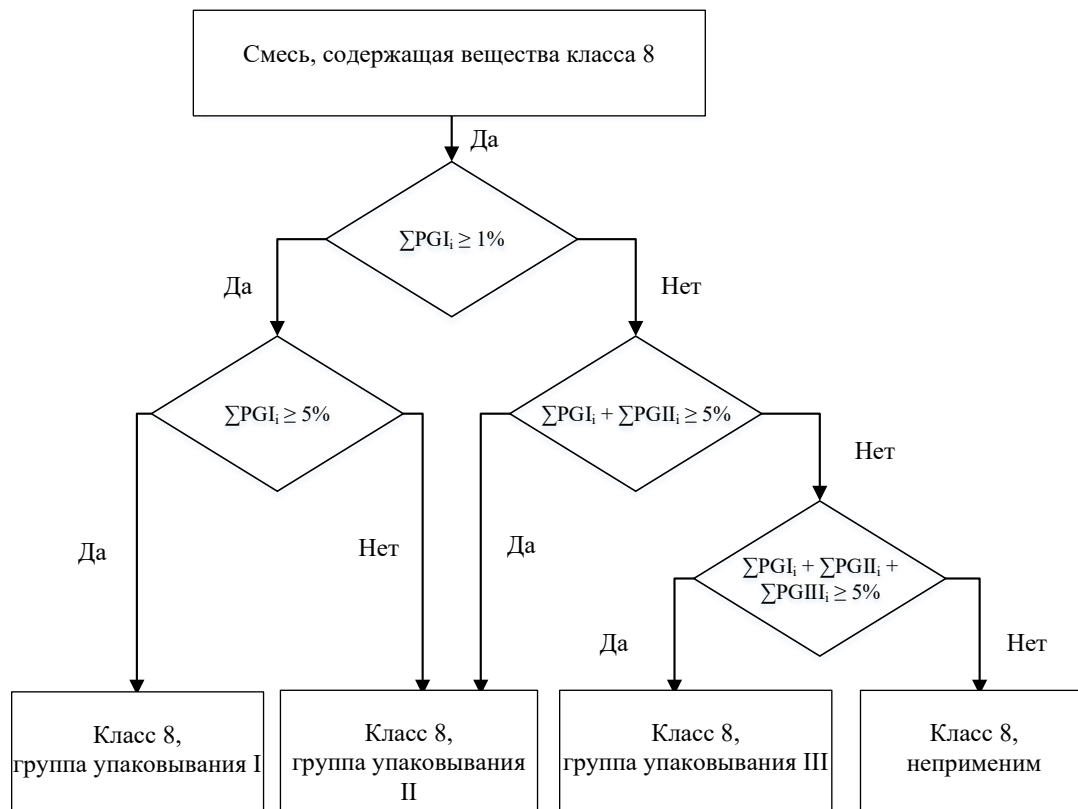 Смесь, содержащая вещества класса 8
Да
∑PGIᵢ ≥ 1%
Да
Нет
∑PGIᵢ ≥ 5%
∑PGIᵢ + ∑PGIIᵢ ≥ 5%
Нет
Да
Нет
Да
∑PGIᵢ + ∑PGIIᵢ +
∑PGIIIᵢ ≥ 5%
Да
Нет
Класс 8,
группа упаковывания I
Класс 8,
группа упаковывания
II
Класс 8,
группа упаковывания III
Класс 8,
неприменим